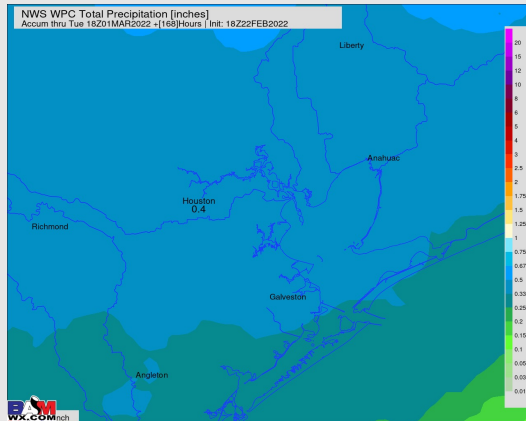 NWS WPC Total Precipitation [inches]
Accum thru Tue 18Z01MAR2022 +[168]Hours | Init: 18Z22FEB2022
Liberty
Anahuac
Houston
0.4
Richmond
Galveston
Angleton
BAM
WX.COM
nch
20
15
10
8
6
5
4
3
2.5
2
1.75
1.5
1.25
1
0.75
0.67
0.5
0.33
0.25
0.2
0.15
0.1
0.05
0.03
0.01